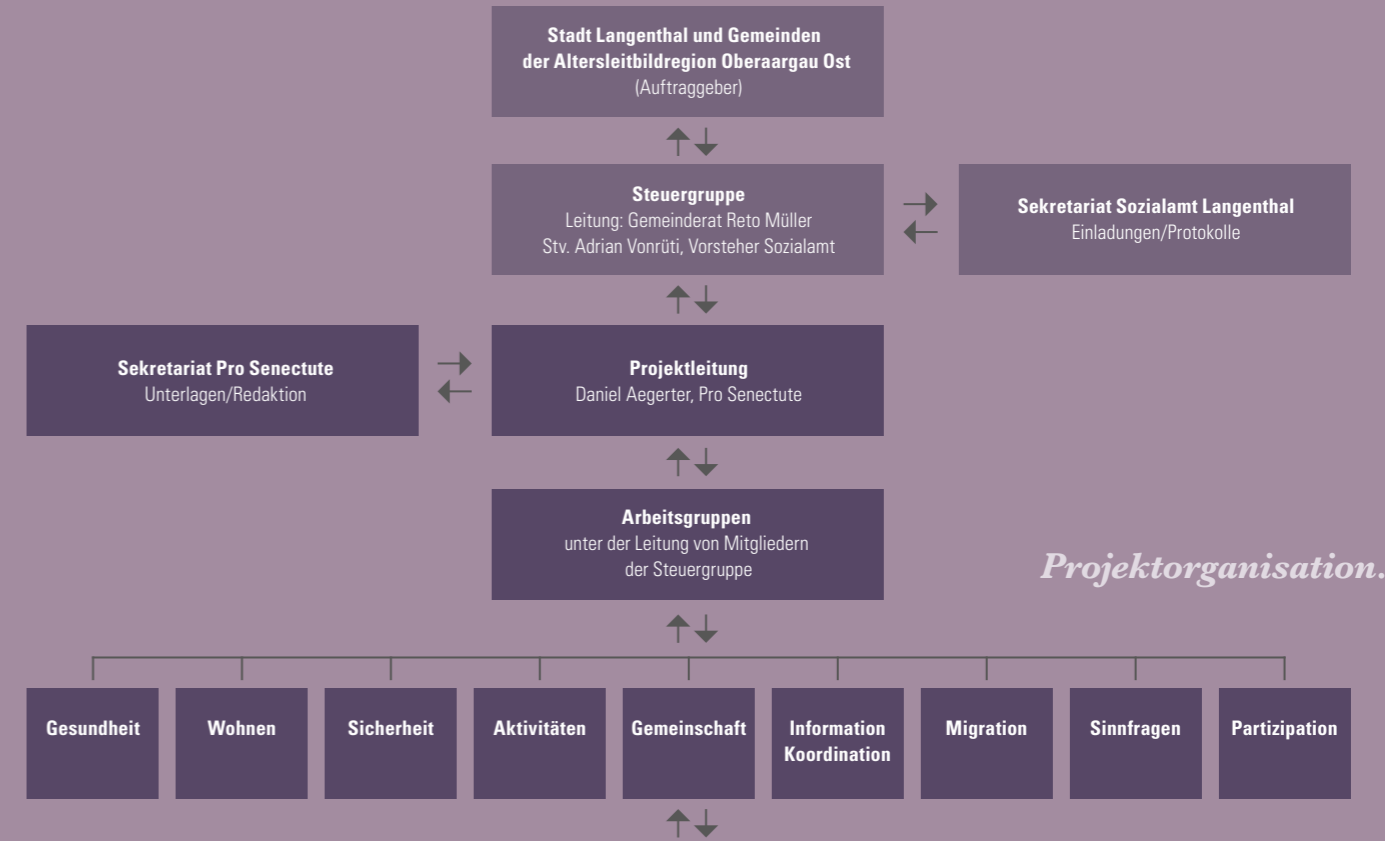 Stadt Langenthal und Gemeinden
der Altersleitbildregion Oberaargau Ost
(Auftraggeber)
Steuergruppe
Leitung: Gemeinderat Reto Müller
Stv. Adrian Vonrüti, Vorsteher Sozialamt
Sekretariat Sozialamt Langenthal
Einladungen/Protokolle
Sekretariat Pro Senectute
Unterlagen/Redaktion
Projektleitung
Daniel Aegerter, Pro Senectute
Arbeitsgruppen
unter der Leitung von Mitgliedern
der Steuergruppe
Projektorganisation.
Gesundheit
Wohnen
Sicherheit
Aktivitäten
Gemeinschaft
Information
Koordination
Migration
Sinnfragen
Partizipation